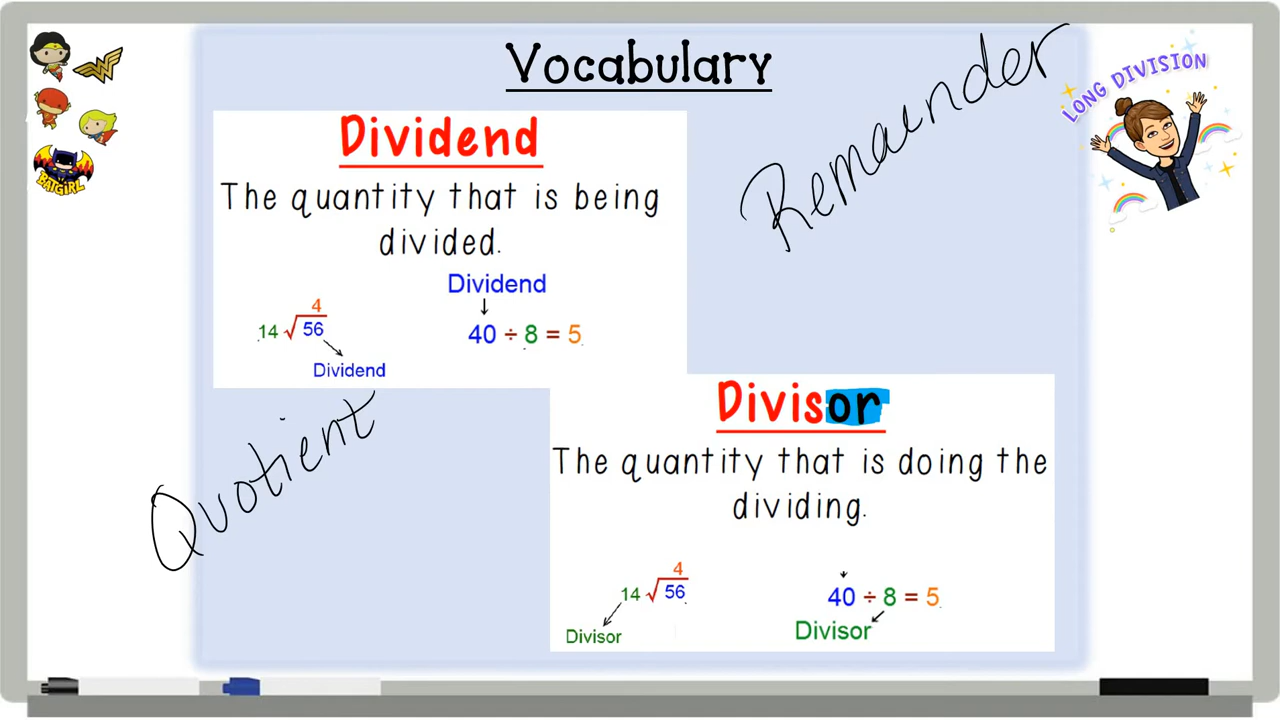 Vocabulary
Remainder
LONG DIVISION
BATGIRL
Dividend
The quantity that is being
divided.
Dividend
4
14 √56
40 ÷ 8 = 5
Dividend
Quotient
Divisor
The quantity that is doing the
dividing.
4
14 √56
40 ÷ 8 = 5
Divisor
Divisor